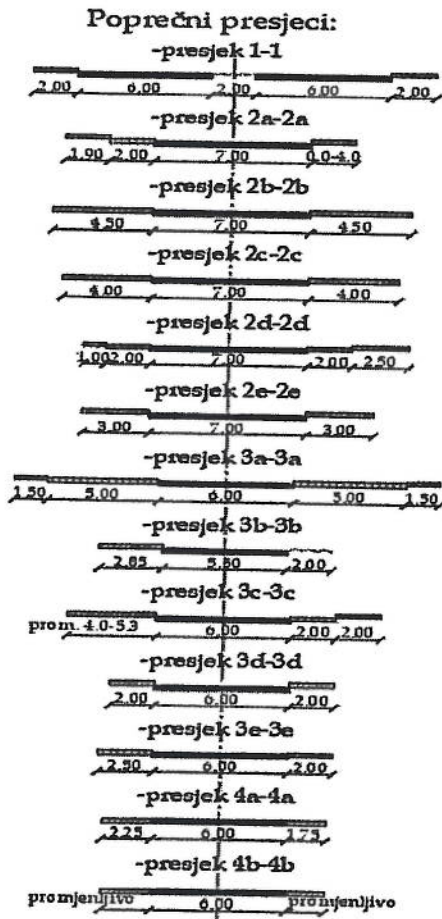 Poprečni presjeci:
-presjek 1-1
2.00 6.00 2.00 6.00 2.00
-presjek 2a-2a
1.90 2.00 7.00 0.0-4.0
-presjek 2b-2b
4.50 7.00 4.50
-presjek 2c-2c
4.00 7.00 4.00
-presjek 2d-2d
1.00 2.00 7.00 2.00 2.50
-presjek 2e-2e
3.00 7.00 3.00
-presjek 3a-3a
1.50 5.00 6.00 5.00 1.50
-presjek 3b-3b
2.85 5.50 2.00
-presjek 3c-3c
prom. 4.0-5.3 6.00 2.00 2.00
-presjek 3d-3d
2.00 6.00 2.00
-presjek 3e-3e
2.50 6.00 2.00
-presjek 4a-4a
2.25 6.00 1.75
-presjek 4b-4b
promjenljivo 6.00 promjenljivo